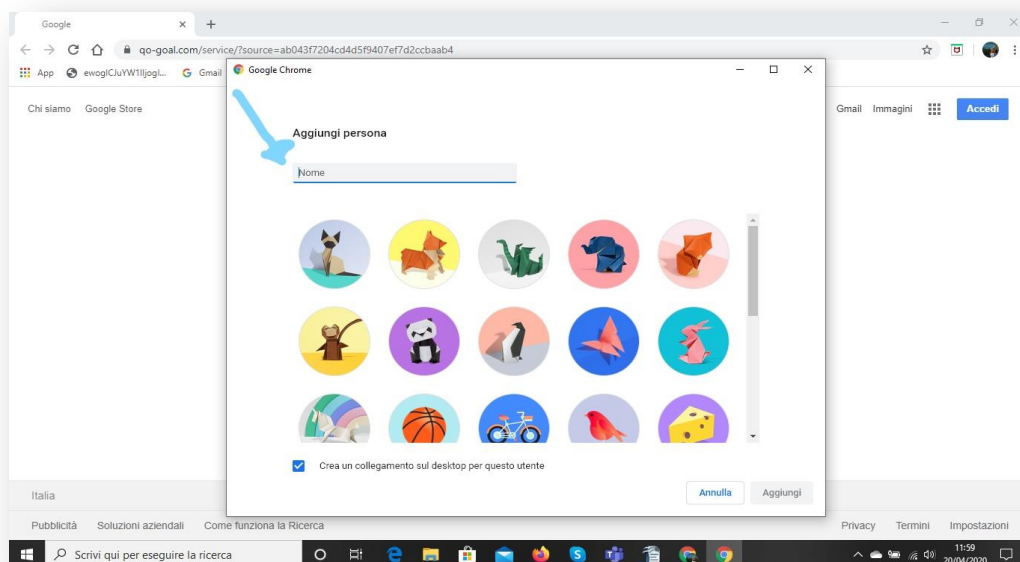 Google
qo-goal.com/service/?source=ab043f7204cd4d5f9407ef7d2ccbaab4
App ewogICJuYW1lIjogI... Gmail
Google Chrome
Chi siamo Google Store
Gmail Immagini Accedi
Aggiungi persona
Nome
Crea un collegamento sul desktop per questo utente
Annulla Aggiungi
Italia
Pubblicità Soluzioni aziendali Come funziona la Ricerca
Privacy Termini Impostazioni
Scrivi qui per eseguire la ricerca
11:59
20/04/2020